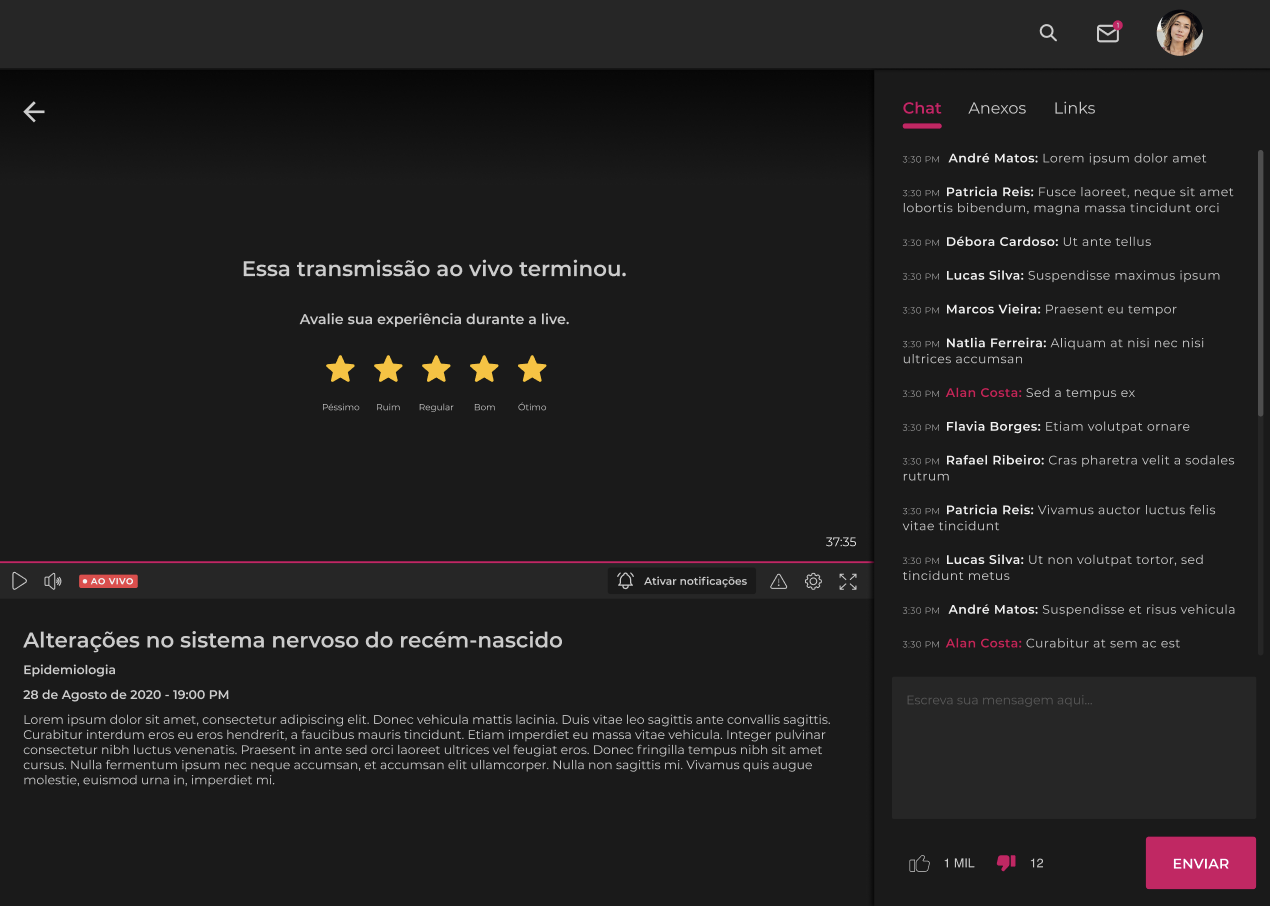 1
Essa transmissão ao vivo terminou.
Avalie sua experiência durante a live.
Péssimo Ruim Regular Bom Ótimo
37:35
AO VIVO
Ativar notificações
Alterações no sistema nervoso do recém-nascido
Epidemiologia
28 de Agosto de 2020 - 19:00 PM
Lorem ipsum dolor sit amet, consectetur adipiscing elit. Donec vehicula mattis lacinia. Duis vitae leo sagittis ante convallis sagittis.
Curabitur interdum eros eu eros hendrerit, a faucibus mauris tincidunt. Etiam imperdiet eu massa vitae vehicula. Integer pulvinar
consectetur nibh luctus venenatis. Praesent in ante sed orci laoreet ultrices vel feugiat eros. Donec fringilla tempus nibh sit amet
cursus. Nulla fermentum ipsum nec neque accumsan, et accumsan elit ullamcorper. Nulla non sagittis mi. Vivamus quis augue
molestie, euismod urna in, imperdiet mi.
Chat Anexos Links
3:30 PM André Matos: Lorem ipsum dolor amet
3:30 PM Patricia Reis: Fusce laoreet, neque sit amet
lobortis bibendum, magna massa tincidunt orci
3:30 PM Débora Cardoso: Ut ante tellus
3:30 PM Lucas Silva: Suspendisse maximus ipsum
3:30 PM Marcos Vieira: Praesent eu tempor
3:30 PM Natlia Ferreira: Aliquam at nisi nec nisi
ultrices accumsan
3:30 PM Alan Costa: Sed a tempus ex
3:30 PM Flavia Borges: Etiam volutpat ornare
3:30 PM Rafael Ribeiro: Cras pharetra velit a sodales
rutrum
3:30 PM Patricia Reis: Vivamus auctor luctus felis
vitae tincidunt
3:30 PM Lucas Silva: Ut non volutpat tortor, sed
tincidunt metus
3:30 PM André Matos: Suspendisse et risus vehicula
3:30 PM Alan Costa: Curabitur at sem ac est
Escreva sua mensagem aqui...
1 MIL 12
ENVIAR